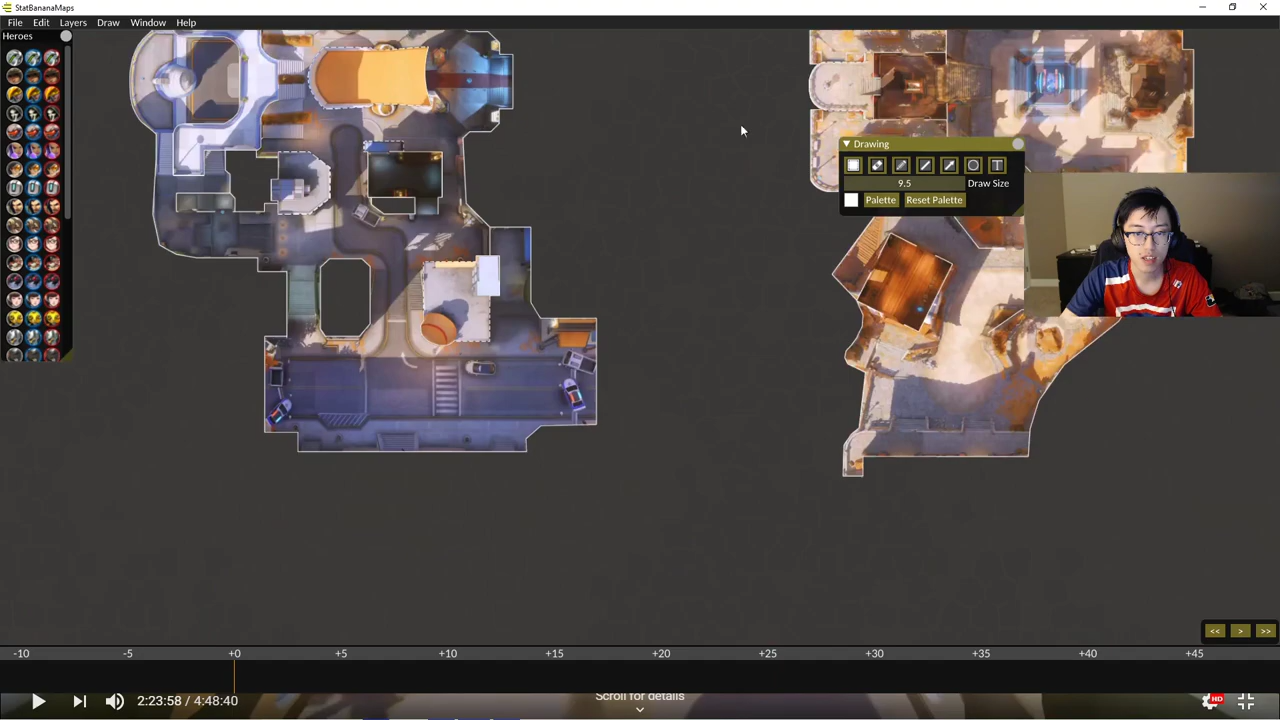 StatBananaMaps
File Edit Layers Draw Window Help
Heroes
Drawing
T
9.5 Draw Size
Palette Reset Palette
<< > >>
-10 -5 +0 +5 +10 +15 +20 +25 +30 +35 +40 +45
Scroll for details
2:23:58 / 4:48:40
HD